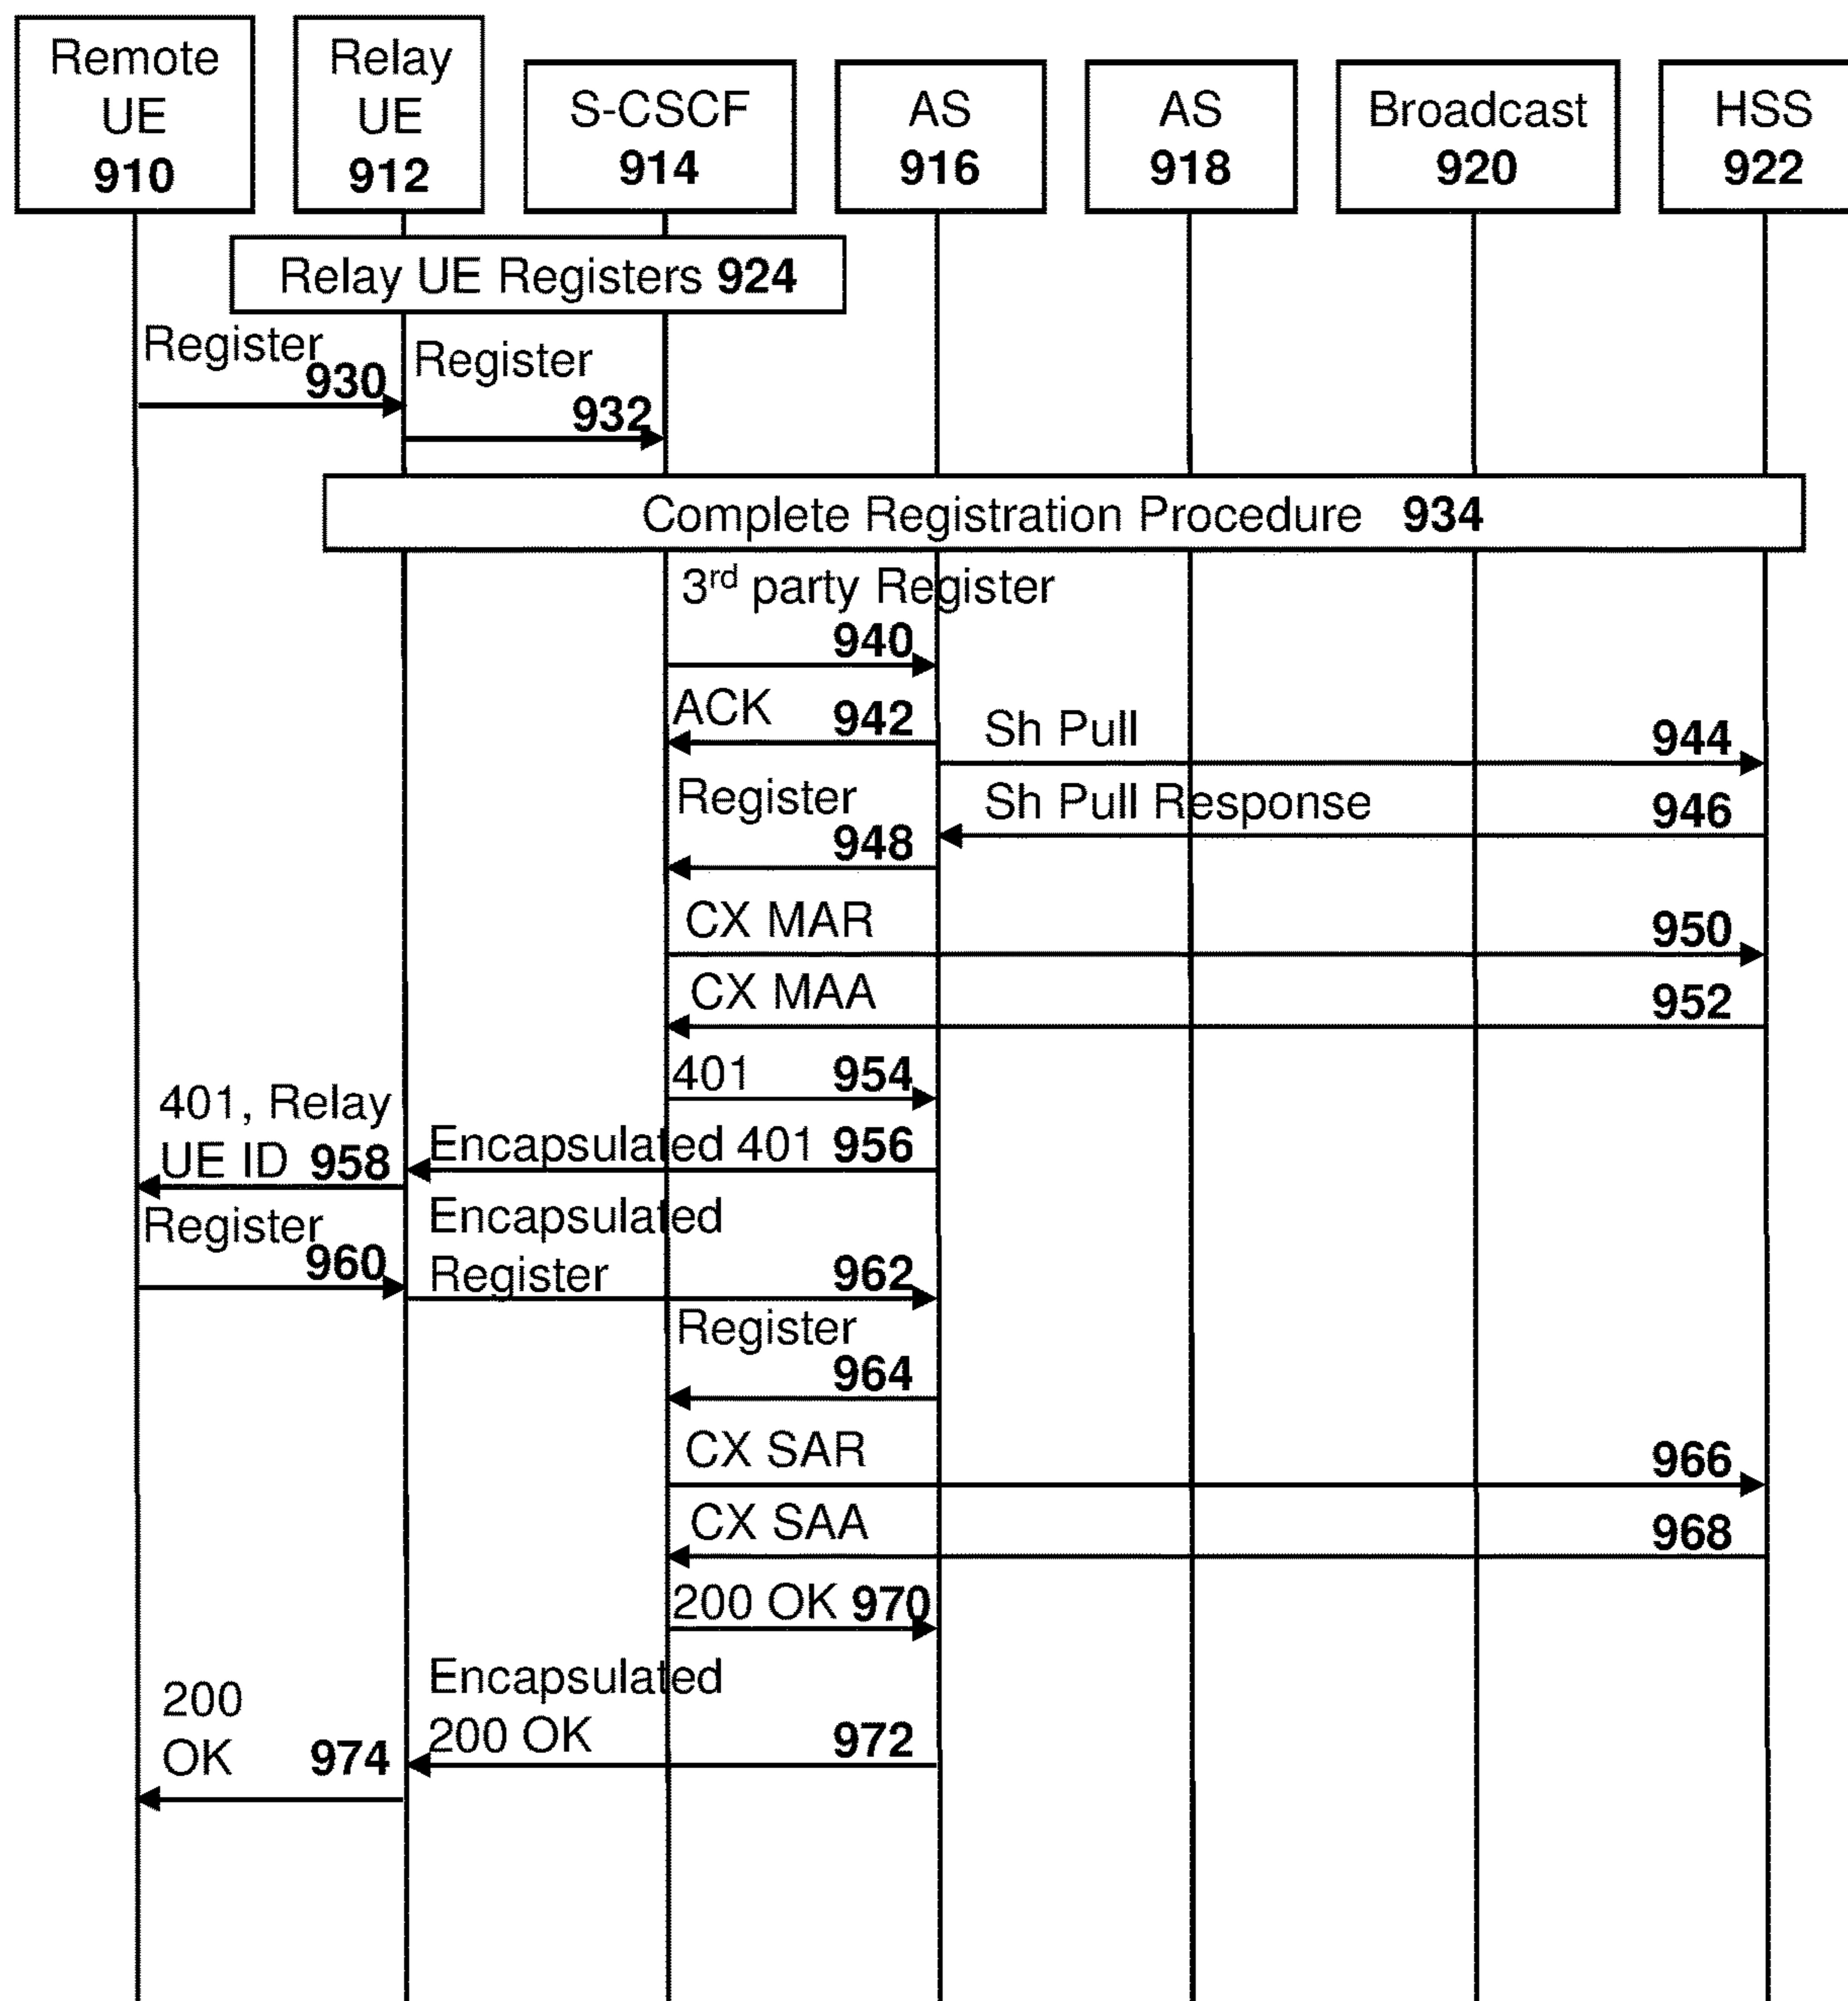 Remote
UE
910
Relay
UE
912
S-CSCF
914
AS
916
AS
918
Broadcast
920
HSS
922
Relay UE Registers 924
Register
930
Register
932
Complete Registration Procedure 934
3rd party Register
940
ACK 942
Sh Pull 944
Sh Pull Response 946
Register
948
CX MAR 950
CX MAA 952
401 954
Encapsulated 401 956
401, Relay
UE ID 958
Register
960
Encapsulated
Register 962
Register
964
CX SAR 966
CX SAA 968
200 OK 970
Encapsulated
200 OK 972
200
OK 974